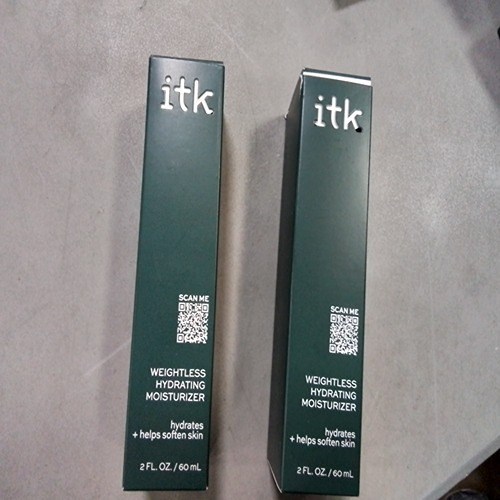 itk
SCAN ME
WEIGHTLESS
HYDRATING
MOISTURIZER
hydrates
+ helps soften skin
2 FL. OZ. / 60 mL
itk
SCAN ME
WEIGHTLESS
HYDRATING
MOISTURIZER
hydrates
+ helps soften skin
2 FL. OZ. / 60 mL